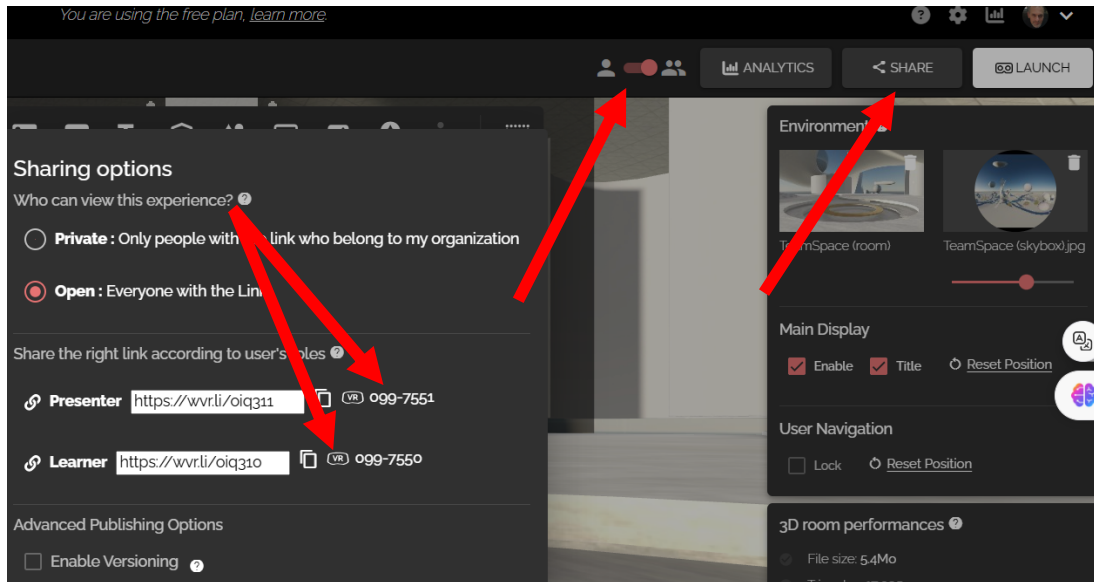 You are using the free plan, learn more.
ANALYTICS
SHARE
LAUNCH
Sharing options
Who can view this experience?
Private : Only people with link who belong to my organization
Open : Everyone with the Link
Share the right link according to user's roles
Presenter https://wvr.li/oiq311 VR 099-7551
Learner https://wvr.li/oiq310 VR 099-7550
Advanced Publishing Options
Enable Versioning
Environment
TeamSpace (room)
TeamSpace (skybox).jpg
Main Display
Enable Title Reset Position
User Navigation
Lock Reset Position
3D room performances
File size: 5.4Mo